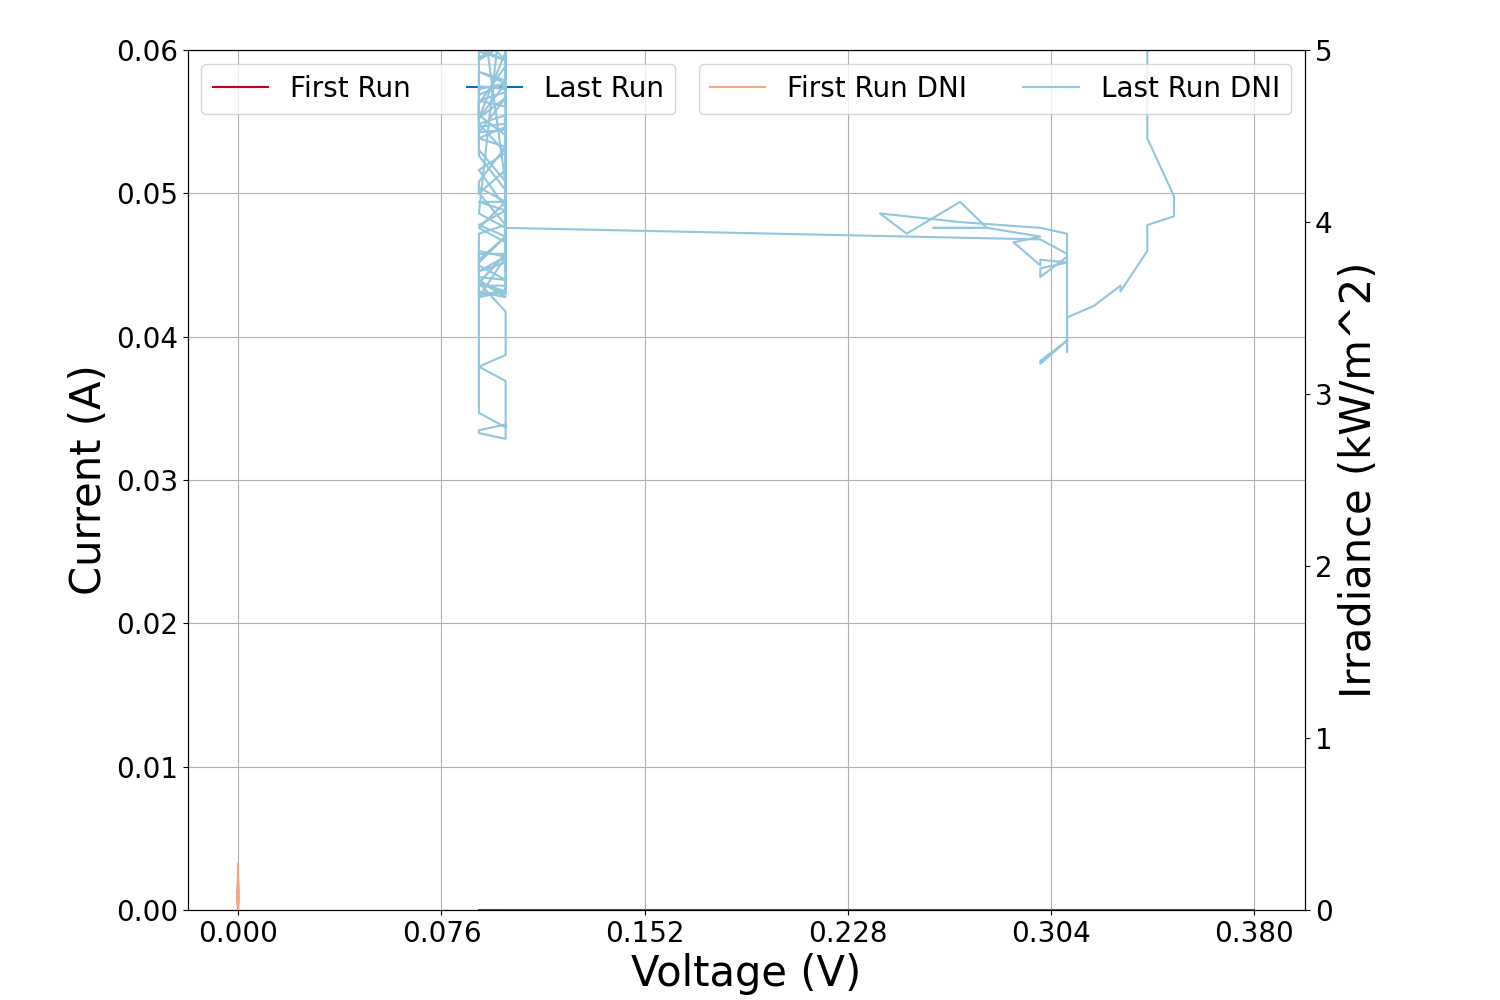 First Run
Last Run
First Run DNI
Last Run DNI
Current (A)
0.06
0.05
0.04
0.03
0.02
0.01
0.00
0.000
0.076
0.152
0.228
0.304
0.380
Voltage (V)
5
4
3
2
1
0
Irradiance (kW/m^2)